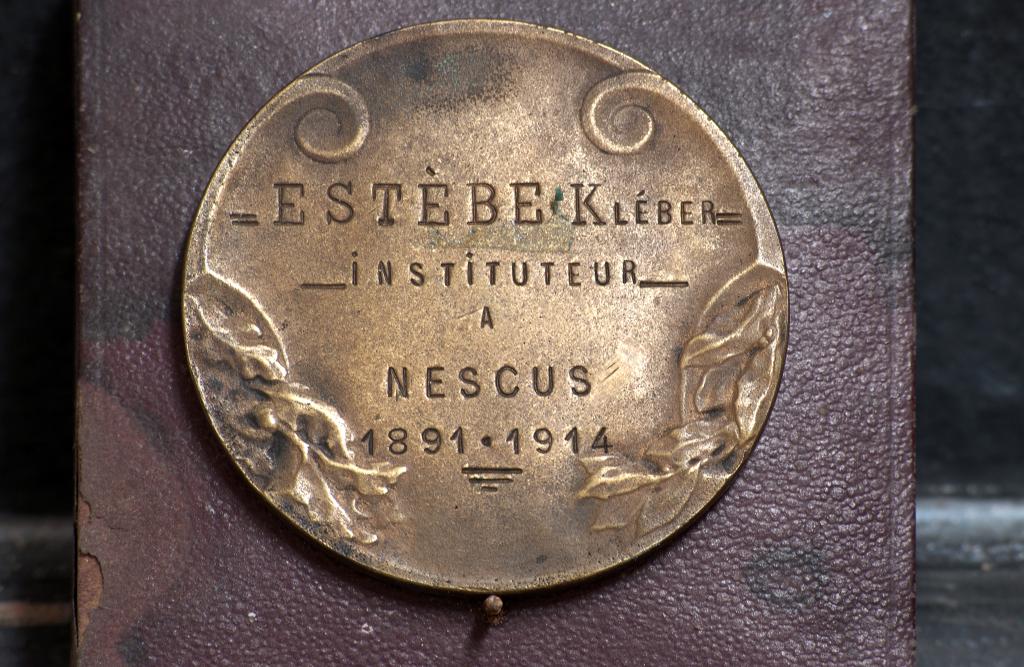 ESTÈBE KLÉBER
INSTITUTEUR
A
NESCUS
1891·1914